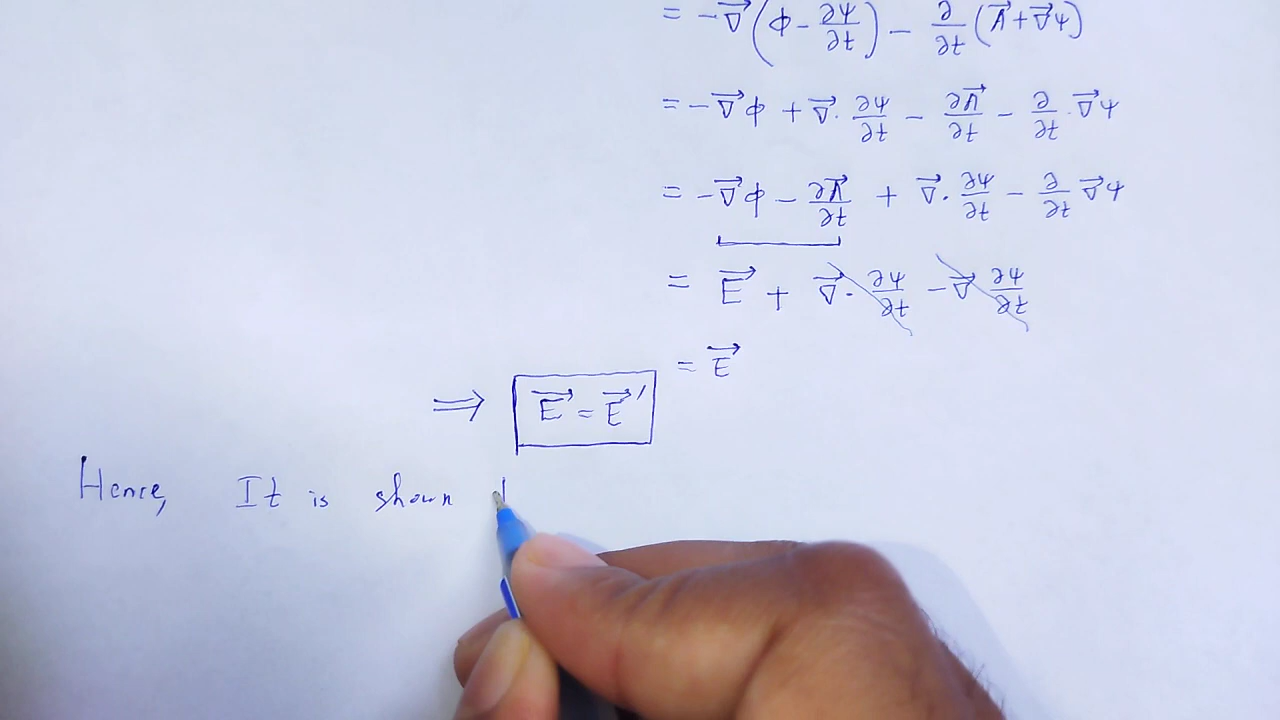 = -∇⃗(ϕ - ∂ψ/∂t) - ∂/∂t (A⃗ + ∇⃗ψ)
= -∇⃗ϕ + ∇⃗. ∂ψ/∂t - ∂A⃗/∂t - ∂/∂t . ∇⃗ψ
= -∇⃗ϕ - ∂A⃗/∂t + ∇⃗. ∂ψ/∂t - ∂/∂t ∇⃗ψ
= E⃗ + ∇⃗. ∂ψ/∂t - ∇⃗ ∂ψ/∂t
= E⃗
⇒ E⃗ = E⃗'
Hence, It is shown